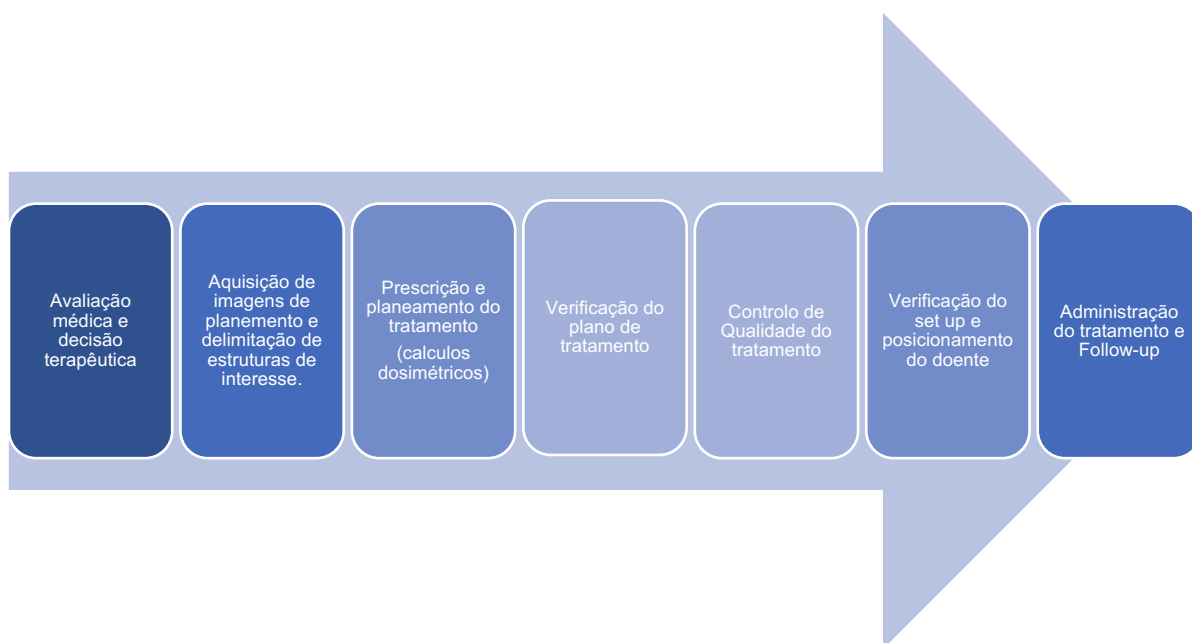 Avaliação
médica e
decisão
terapêutica
Aquisição de
imagens de
planemento e
delimitação de
estruturas de
interesse.
Prescrição e
planeamento do
tratamento
(calculos
dosimétricos)
Verificação do
plano de
tratamento
Controlo de
Qualidade do
tratamento
Verificação do
set up e
posicionamento
do doente
Administração
do tratamento e
Follow-up